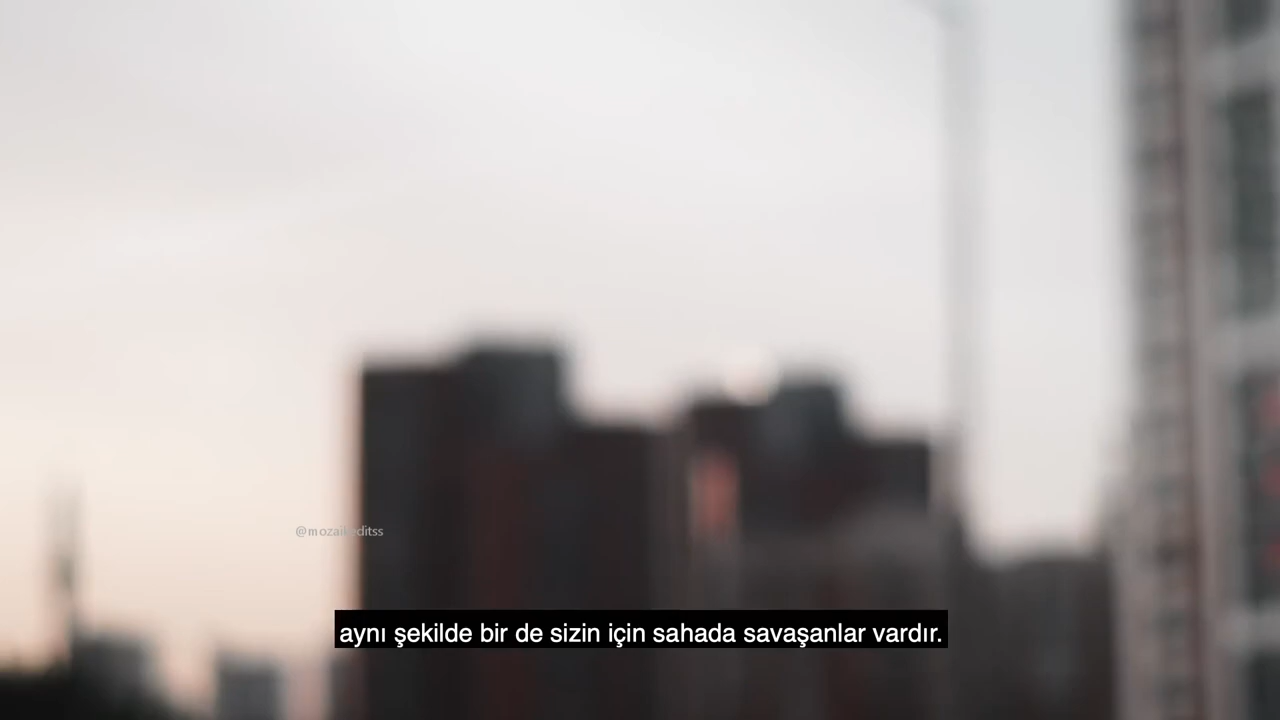 @mozaikeditss
aynı şekilde bir de sizin için sahada savaşanlar vardır.